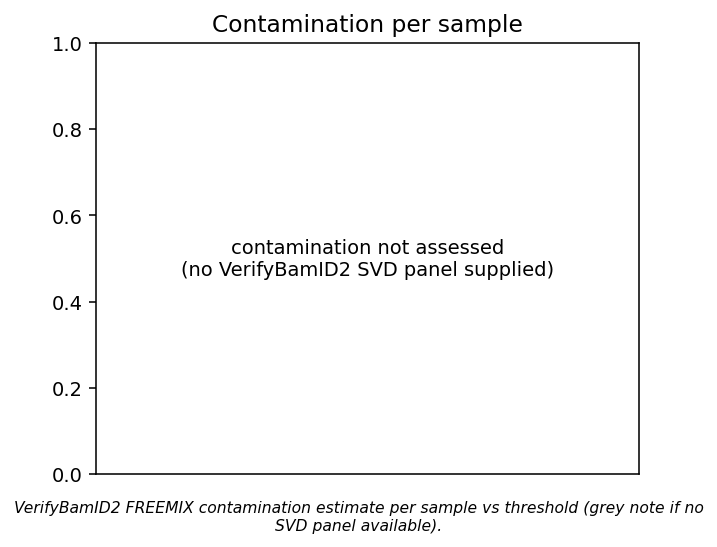 Contamination per sample
1.0
0.8
0.6
0.4
0.2
0.0
contamination not assessed
(no VerifyBamID2 SVD panel supplied)
VerifyBamID2 FREEMIX contamination estimate per sample vs threshold (grey note if no
SVD panel available).